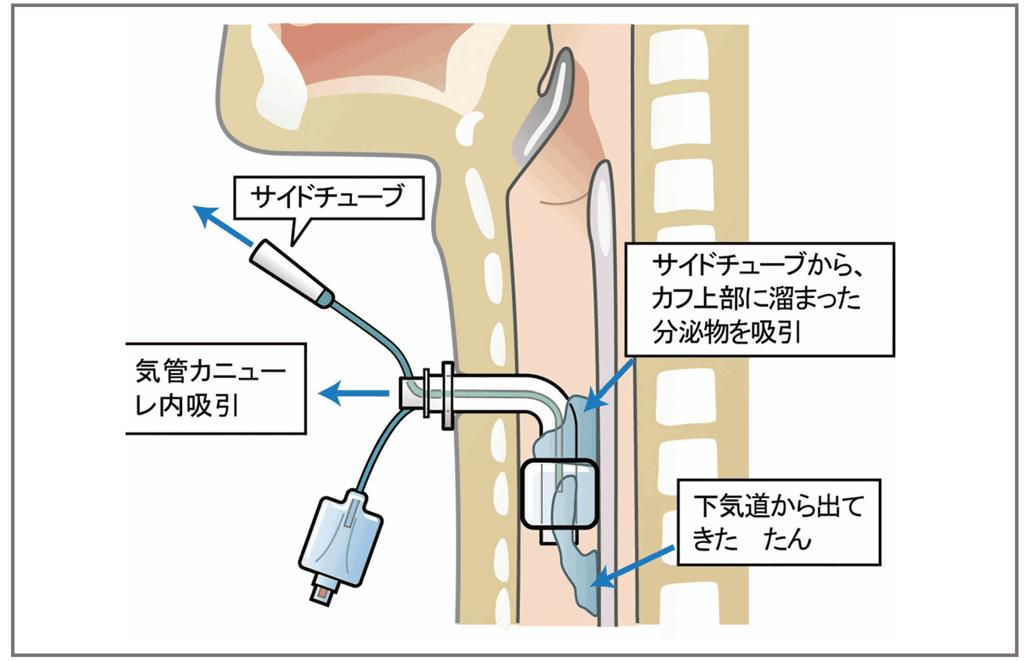 サイドチューブ
サイドチューブから、
カフ上部に溜まった
分泌物を吸引
気管カニュー
レ内吸引
下気道から出て
きた　たん